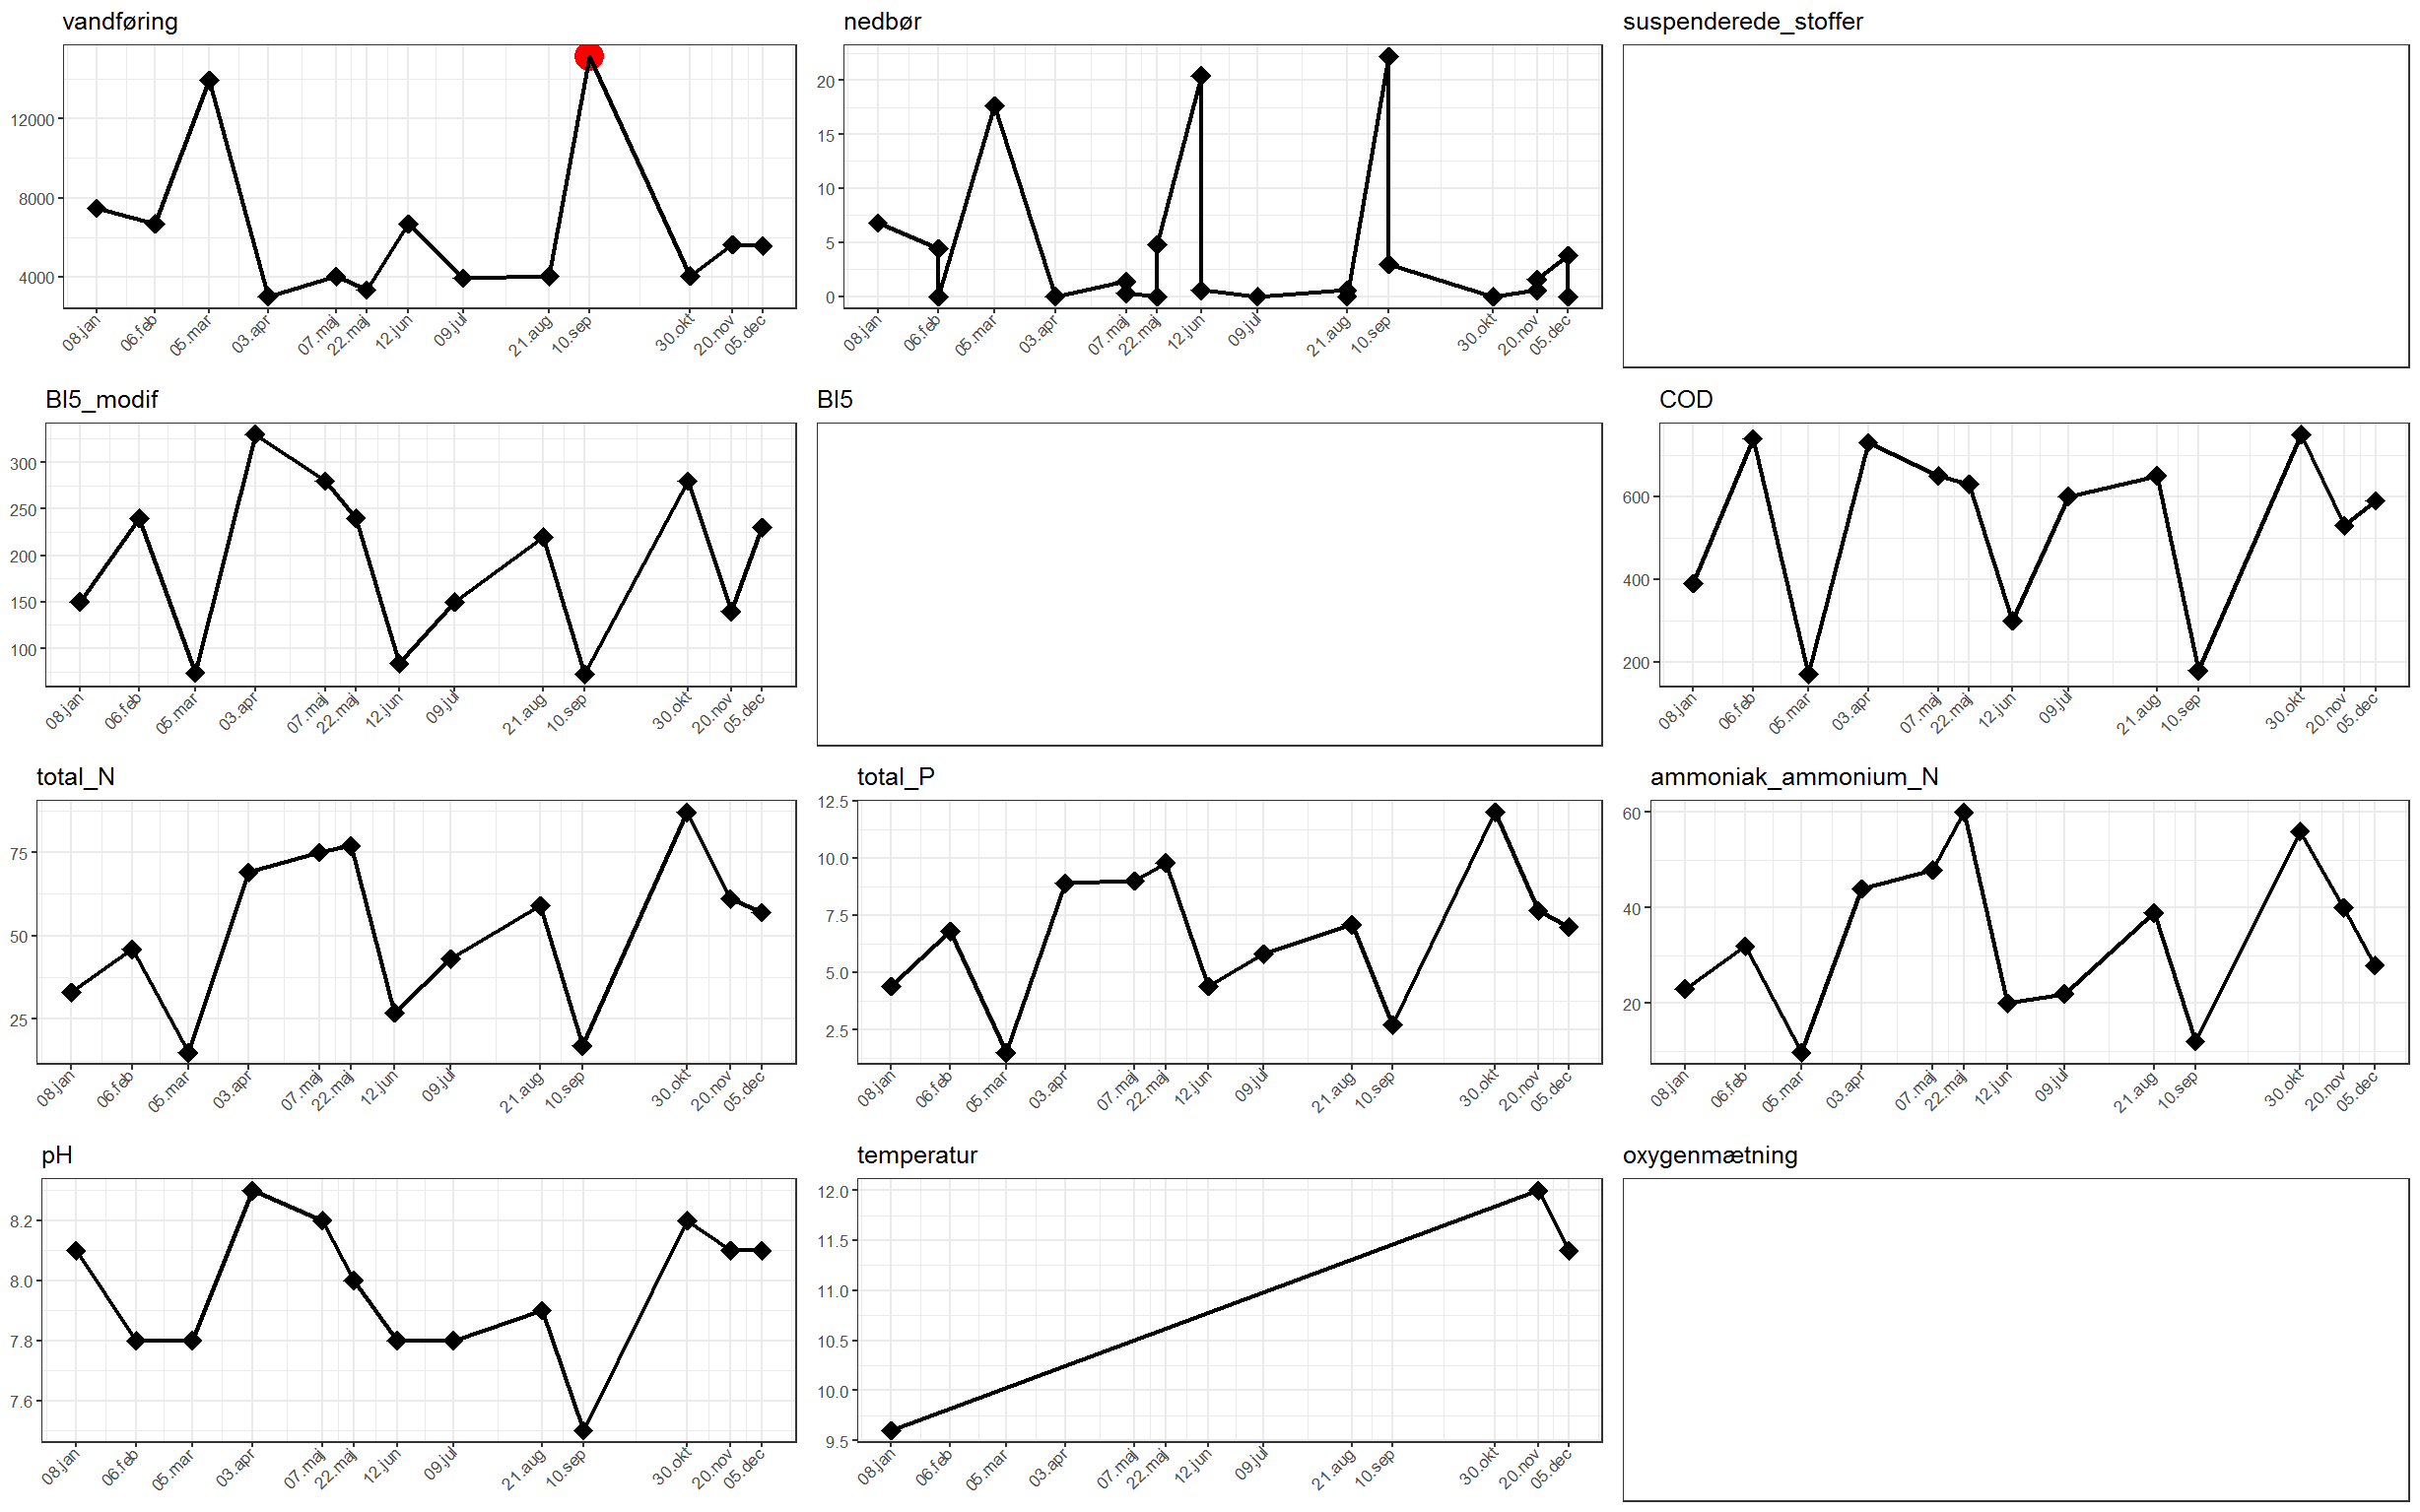 vandføring
nedbør
suspenderede_stoffer
12000
8000
4000
08.jan
06.feb
05.mar
03.apr
07.maj
22.maj
12.jun
09.jul
21.aug
10.sep
30.okt
20.nov
05.dec
20
15
10
5
0
08.jan
06.feb
05.mar
03.apr
07.maj
22.maj
12.jun
09.jul
21.aug
10.sep
30.okt
20.nov
05.dec
BI5_modif
BI5
COD
300
250
200
150
100
08.jan
06.feb
05.mar
03.apr
07.maj
22.maj
12.jun
09.jul
21.aug
10.sep
30.okt
20.nov
05.dec
600
400
200
08.jan
06.feb
05.mar
03.apr
07.maj
22.maj
12.jun
09.jul
21.aug
10.sep
30.okt
20.nov
05.dec
total_N
total_P
ammoniak_ammonium_N
75
50
25
08.jan
06.feb
05.mar
03.apr
07.maj
22.maj
12.jun
09.jul
21.aug
10.sep
30.okt
20.nov
05.dec
12.5
10.0
7.5
5.0
2.5
08.jan
06.feb
05.mar
03.apr
07.maj
22.maj
12.jun
09.jul
21.aug
10.sep
30.okt
20.nov
05.dec
60
40
20
08.jan
06.feb
05.mar
03.apr
07.maj
22.maj
12.jun
09.jul
21.aug
10.sep
30.okt
20.nov
05.dec
pH
temperatur
oxygenmætning
8.2
8.0
7.8
7.6
08.jan
06.feb
05.mar
03.apr
07.maj
22.maj
12.jun
09.jul
21.aug
10.sep
30.okt
20.nov
05.dec
12.0
11.5
11.0
10.5
10.0
9.5
08.jan
06.feb
05.mar
03.apr
07.maj
22.maj
12.jun
09.jul
21.aug
10.sep
30.okt
20.nov
05.dec